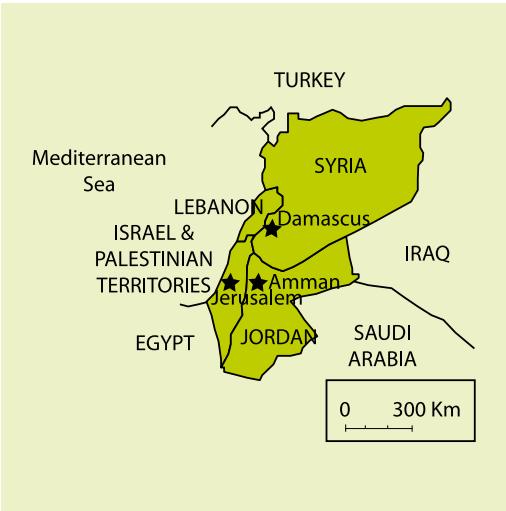 TURKEY
Mediterranean
Sea
SYRIA
LEBANON
Damascus
ISRAEL &
PALESTINIAN
TERRITORIES
IRAQ
Amman
Jerusalem
EGYPT
JORDAN
SAUDI
ARABIA
0 300 Km